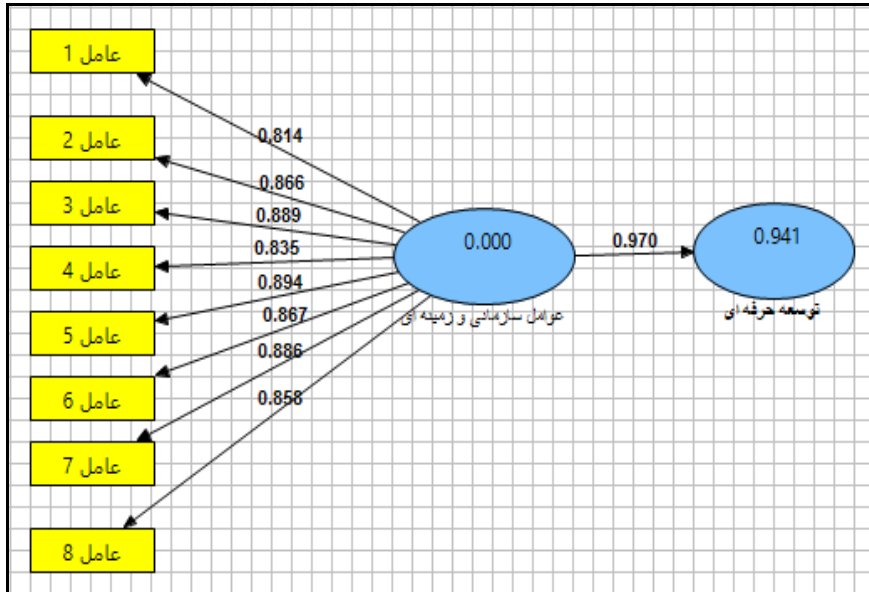 عامل 1
0.814
عامل 2
0.866
عامل 3
0.889
عامل 4
0.835
عامل 5
0.894
عامل 6
0.867
عامل 7
0.886
عامل 8
0.858
0.000
عوامل سازمانی و زمینه ای
0.970
0.941
توسعه حرفه ای